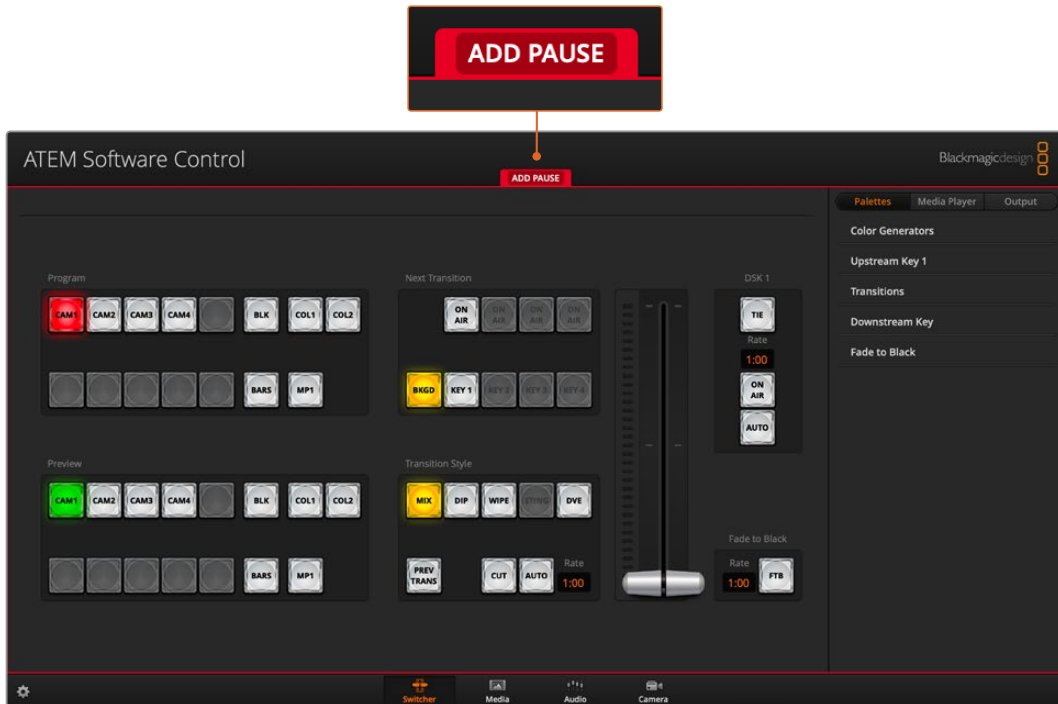 ADD PAUSE
ATEM Software Control
Blackmagicdesign
ADD PAUSE
Palettes Media Player Output
Color Generators
Upstream Key 1
Transitions
Downstream Key
Fade to Black
Program
CAM1 CAM2 CAM3 CAM4 BLK COL1 COL2
BARS MP1
Next Transition
ON AIR ON AIR ON AIR ON AIR
BKGD KEY 1 KEY 2 KEY 3 KEY 4
DSK 1
TIE
Rate
1:00
ON AIR
AUTO
Preview
CAM1 CAM2 CAM3 CAM4 BLK COL1 COL2
BARS MP1
Transition Style
MIX DIP WIPE STING DVE
PREV TRANS CUT AUTO Rate 1:00
Fade to Black
Rate
1:00 FTB
Switcher Media Audio Camera